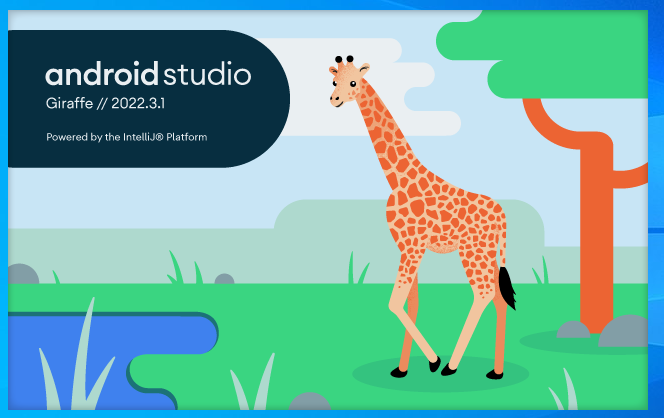 android studio
Giraffe // 2022.3.1
Powered by the IntelliJ® Platform